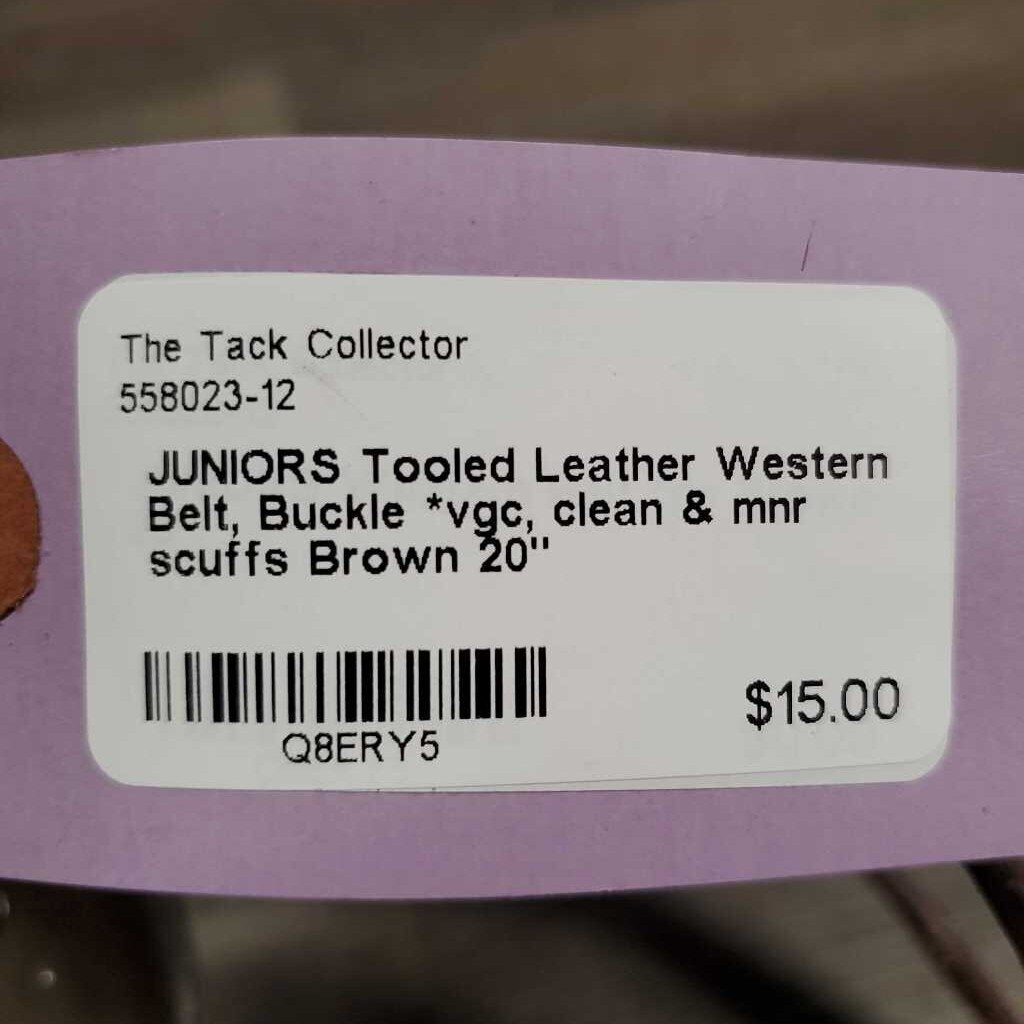 The Tack Collector
558023-12
JUNIORS Tooled Leather Western
Belt, Buckle *vgc, clean & mnr
scuffs Brown 20"
Q8ERY5
$15.00